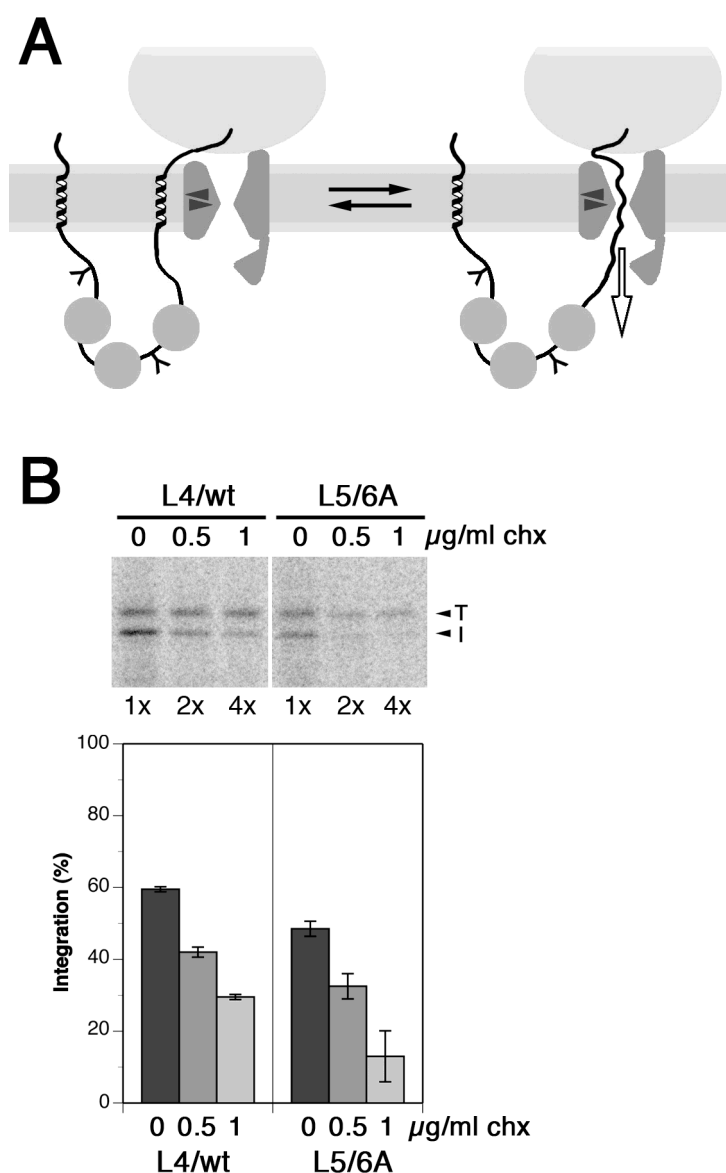 A
B
L4/wt L5/6A
0 0.5 1 0 0.5 1 µg/ml chx
T
I
1x 2x 4x 1x 2x 4x
100
80
60
40
20
0
Integration (%)
0 0.5 1 0 0.5 1 µg/ml chx
L4/wt L5/6A